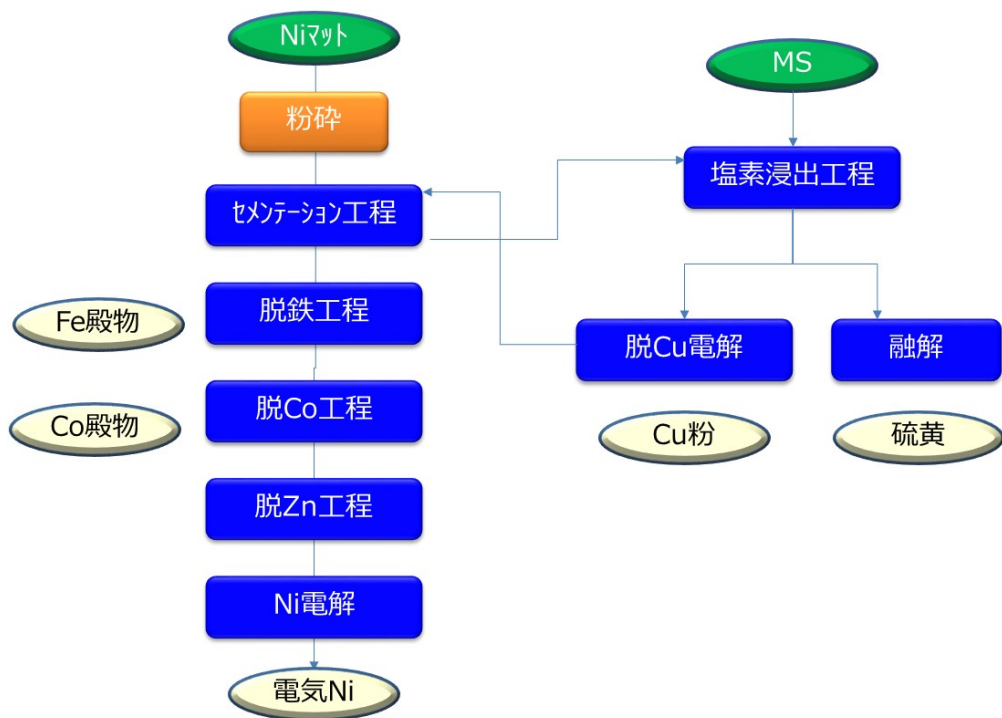 Niﾏｯﾄ
MS
粉砕
塩素浸出工程
ｾﾒﾝﾃｰｼｮﾝ工程
脱鉄工程
Fe殿物
脱Cu電解
融解
脱Co工程
Co殿物
Cu粉
硫黄
脱Zn工程
Ni電解
電気Ni